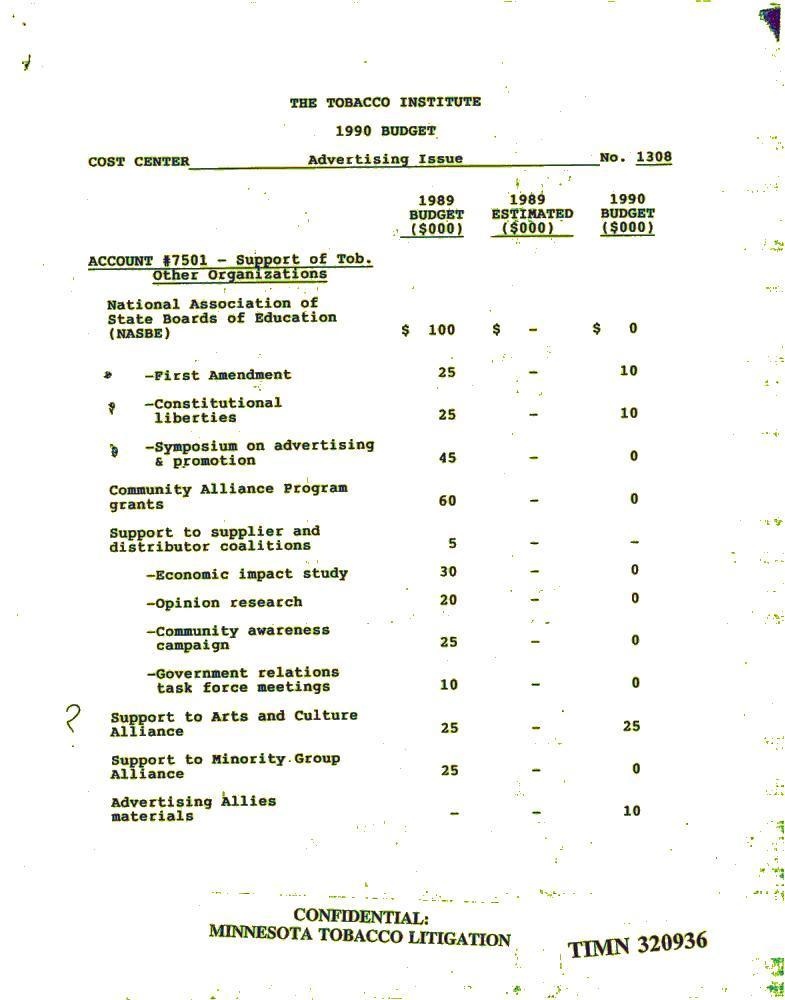 THE TOBACCO INSTITUTE
1990 BUDGET
COST CENTER Advertising Issue No. 1308
1989 1989 1990
BUDGET ESTIMATED BUDGET
($000) ($000) ($000)
ACCOUNT #7501 - Support of Tob.
Other Organizations
National Association of
State Boards of Education
(NASBE) $ 100 $ - $ 0
-First Amendment 25 - 10
-Constitutional
liberties 25 - 10
-Symposium on advertising
& promotion 45 - 0
Community Alliance Program
grants 60 - 0
Support to supplier and
distributor coalitions 5 - -
-Economic impact study 30 - 0
-Opinion research 20 - 0
-Community awareness
campaign 25 - 0
-Government relations
task force meetings 10 - 0
? Support to Arts and Culture
Alliance 25 - 25
Support to Minority Group
Alliance 25 - 0
Advertising Allies
materials - - 10
CONFIDENTIAL:
MINNESOTA TOBACCO LITIGATION
TIMN 320936